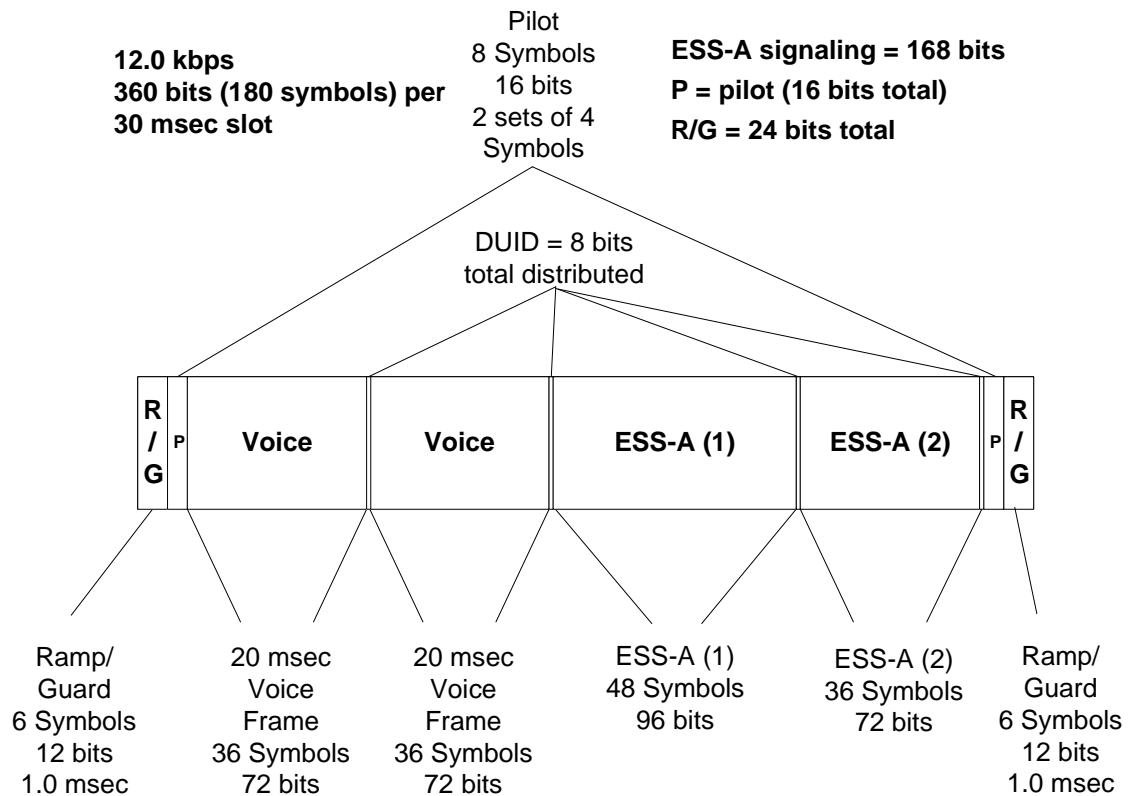 12.0 kbps
360 bits (180 symbols) per
30 msec slot
Pilot
8 Symbols
16 bits
2 sets of 4
Symbols
ESS-A signaling = 168 bits
P = pilot (16 bits total)
R/G = 24 bits total
DUID = 8 bits
total distributed
R
/
G
P
Voice
Voice
ESS-A (1)
ESS-A (2)
P
R
/
G
Ramp/
Guard
6 Symbols
12 bits
1.0 msec
20 msec
Voice
Frame
36 Symbols
72 bits
20 msec
Voice
Frame
36 Symbols
72 bits
ESS-A (1)
48 Symbols
96 bits
ESS-A (2)
36 Symbols
72 bits
Ramp/
Guard
6 Symbols
12 bits
1.0 msec